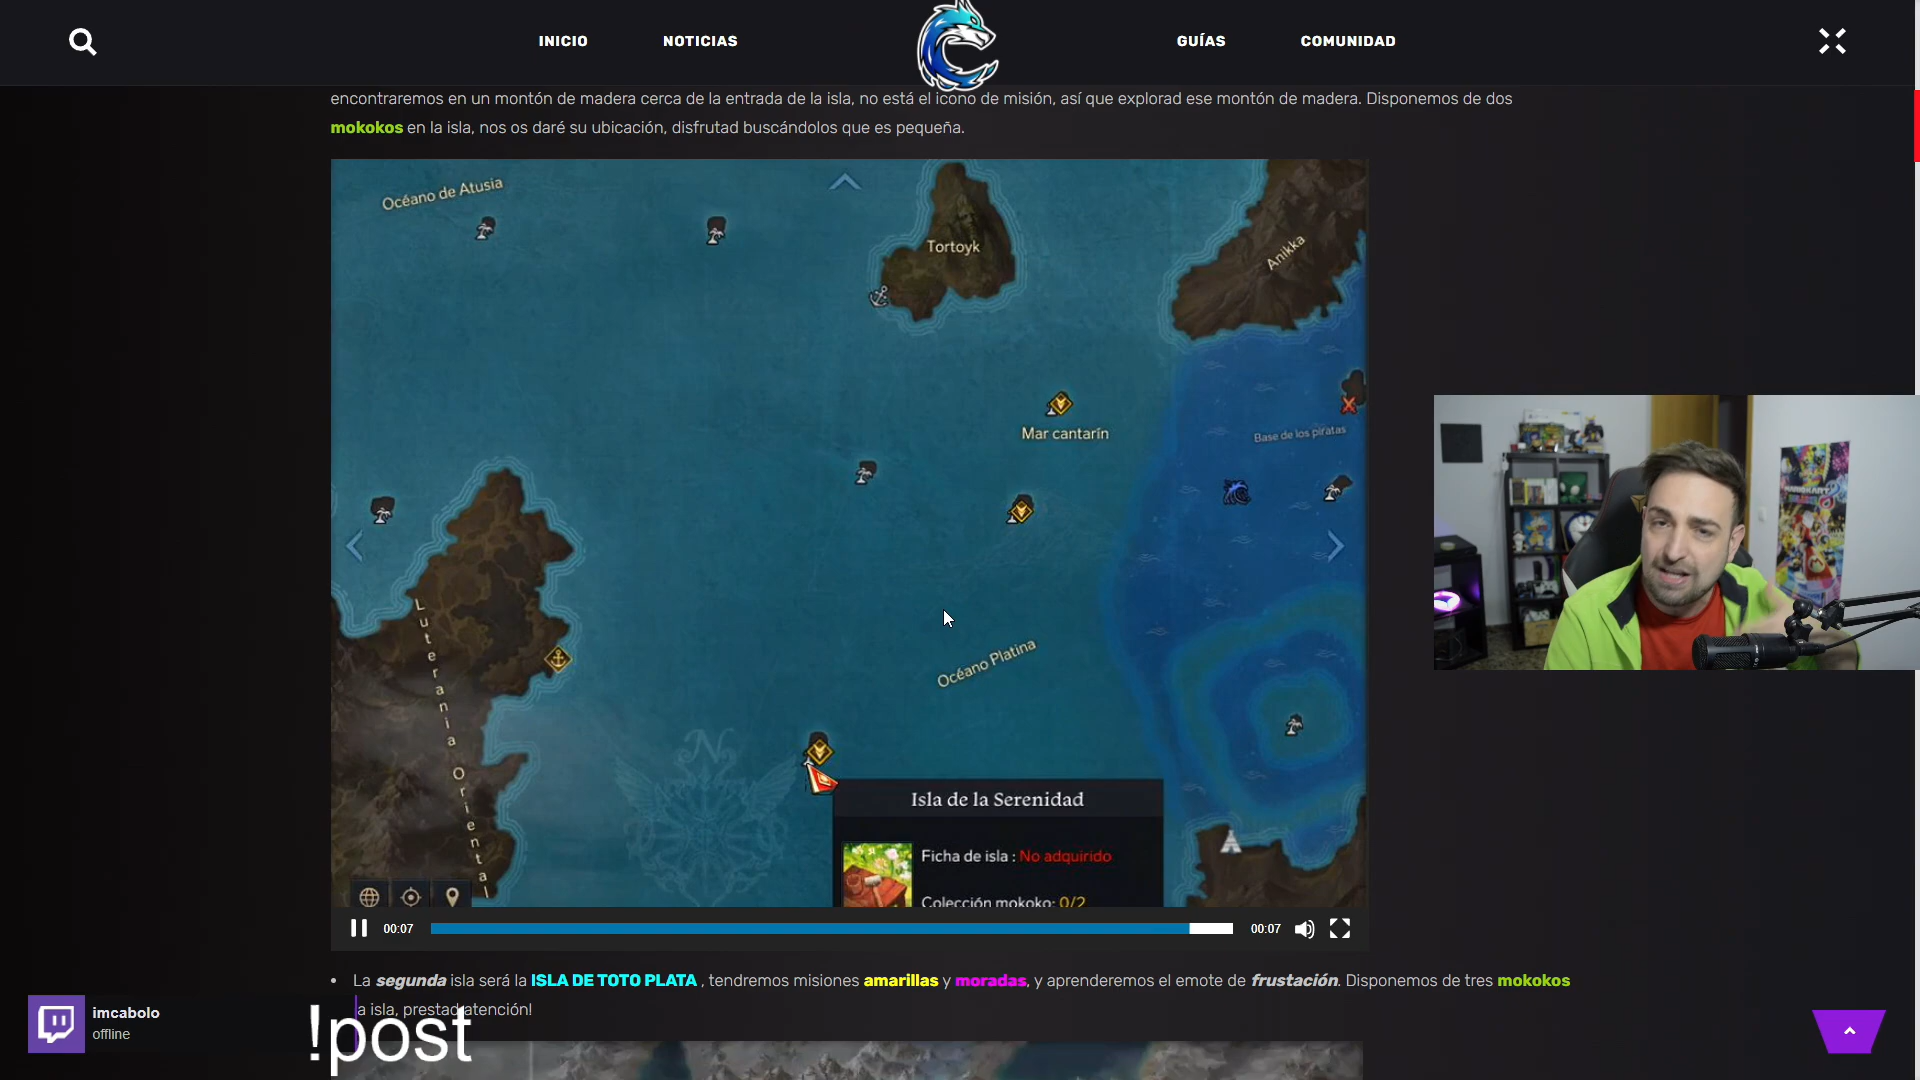 INICIO
NOTICIAS
GUÍAS
COMUNIDAD
encontraremos en un montón de madera cerca de la entrada de la isla, no está el icono de misión, así que explorad ese montón de madera. Disponemos de dos
mokokos en la isla, nos os daré su ubicación, disfrutad buscándolos que es pequeña.
Océano de Atusia
Tortoyk
Anikka
Mar cantarín
Base de los piratas
Luterania Oriental
Océano Platina
Isla de la Serenidad
Ficha de isla : No adquirido
Colección mokoko: 0/2
00:07
00:07
La segunda isla será la ISLA DE TOTO PLATA , tendremos misiones amarillas y moradas, y aprenderemos el emote de frustación. Disponemos de tres mokokos
a isla, prestad atención!
imcabolo
offline
!post